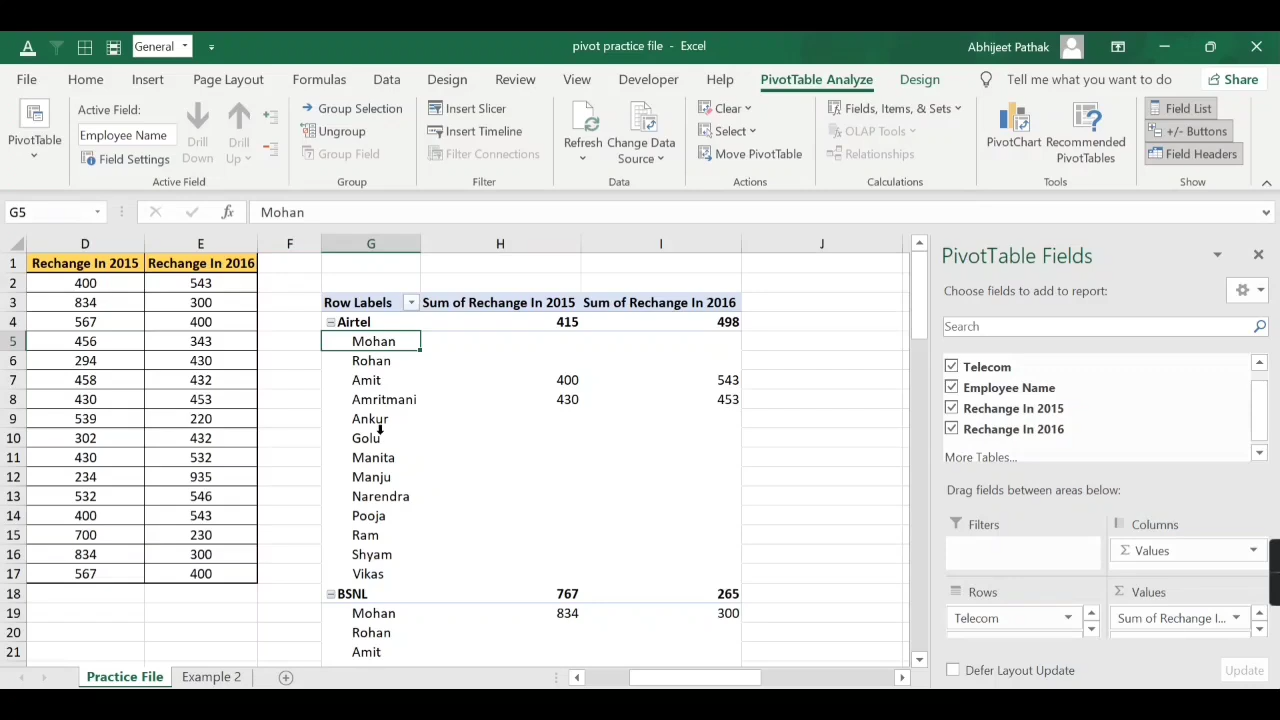 General
pivot practice file - Excel
Abhijeet Pathak
File Home Insert Page Layout Formulas Data Design Review View Developer Help PivotTable Analyze Design Tell me what you want to do Share
PivotTable
Active Field:
Employee Name
Field Settings
Drill Down
Drill Up
Active Field
Group Selection
Ungroup
Group Field
Group
Insert Slicer
Insert Timeline
Filter Connections
Filter
Refresh
Change Data Source
Data
Clear
Select
Move PivotTable
Actions
Fields, Items, & Sets
OLAP Tools
Relationships
Calculations
PivotChart
Recommended PivotTables
Tools
Field List
+/- Buttons
Field Headers
Show
G5 fx Mohan
D E F G H I J
1 Rechange In 2015 Rechange In 2016
2 400 543
3 834 300 Row Labels Sum of Rechange In 2015 Sum of Rechange In 2016
4 567 400 Airtel 415 498
5 456 343 Mohan
6 294 430 Rohan
7 458 432 Amit 400 543
8 430 453 Amritmani 430 453
9 539 220 Ankur
10 302 432 Golu
11 430 532 Manita
12 234 935 Manju
13 532 546 Narendra
14 400 543 Pooja
15 700 230 Ram
16 834 300 Shyam
17 567 400 Vikas
18 BSNL 767 265
19 Mohan 834 300
20 Rohan
21 Amit
PivotTable Fields
Choose fields to add to report:
Search
Telecom
Employee Name
Rechange In 2015
Rechange In 2016
More Tables...
Drag fields between areas below:
Filters
Columns
Σ Values
Rows
Σ Values
Telecom
Sum of Rechange I...
Defer Layout Update
Update
Practice File Example 2